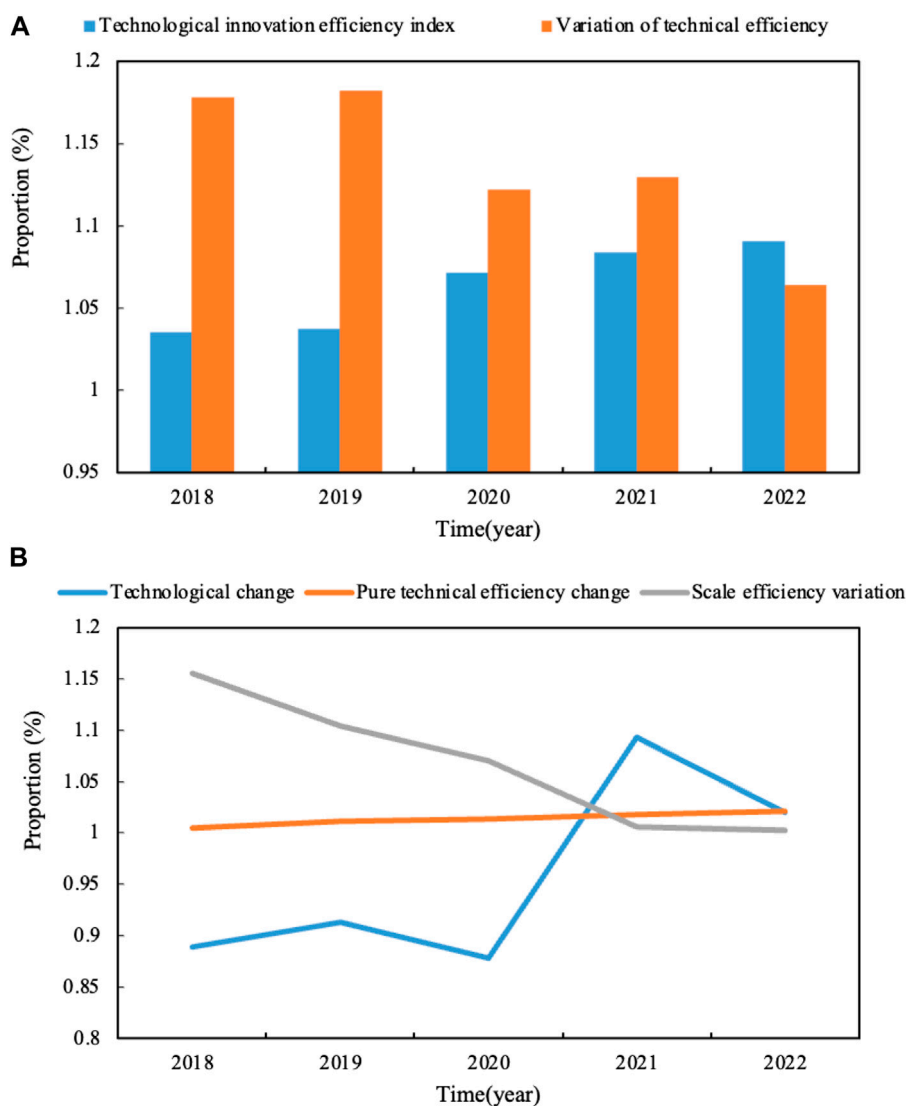 A
Technological innovation efficiency index Variation of technical efficiency
1.2
1.15
1.1
1.05
1
0.95
Proportion (%)
2018 2019 2020 2021 2022
Time(year)
B
Technological change Pure technical efficiency change Scale efficiency variation
1.2
1.15
1.1
1.05
1
0.95
0.9
0.85
0.8
Proportion (%)
2018 2019 2020 2021 2022
Time(year)